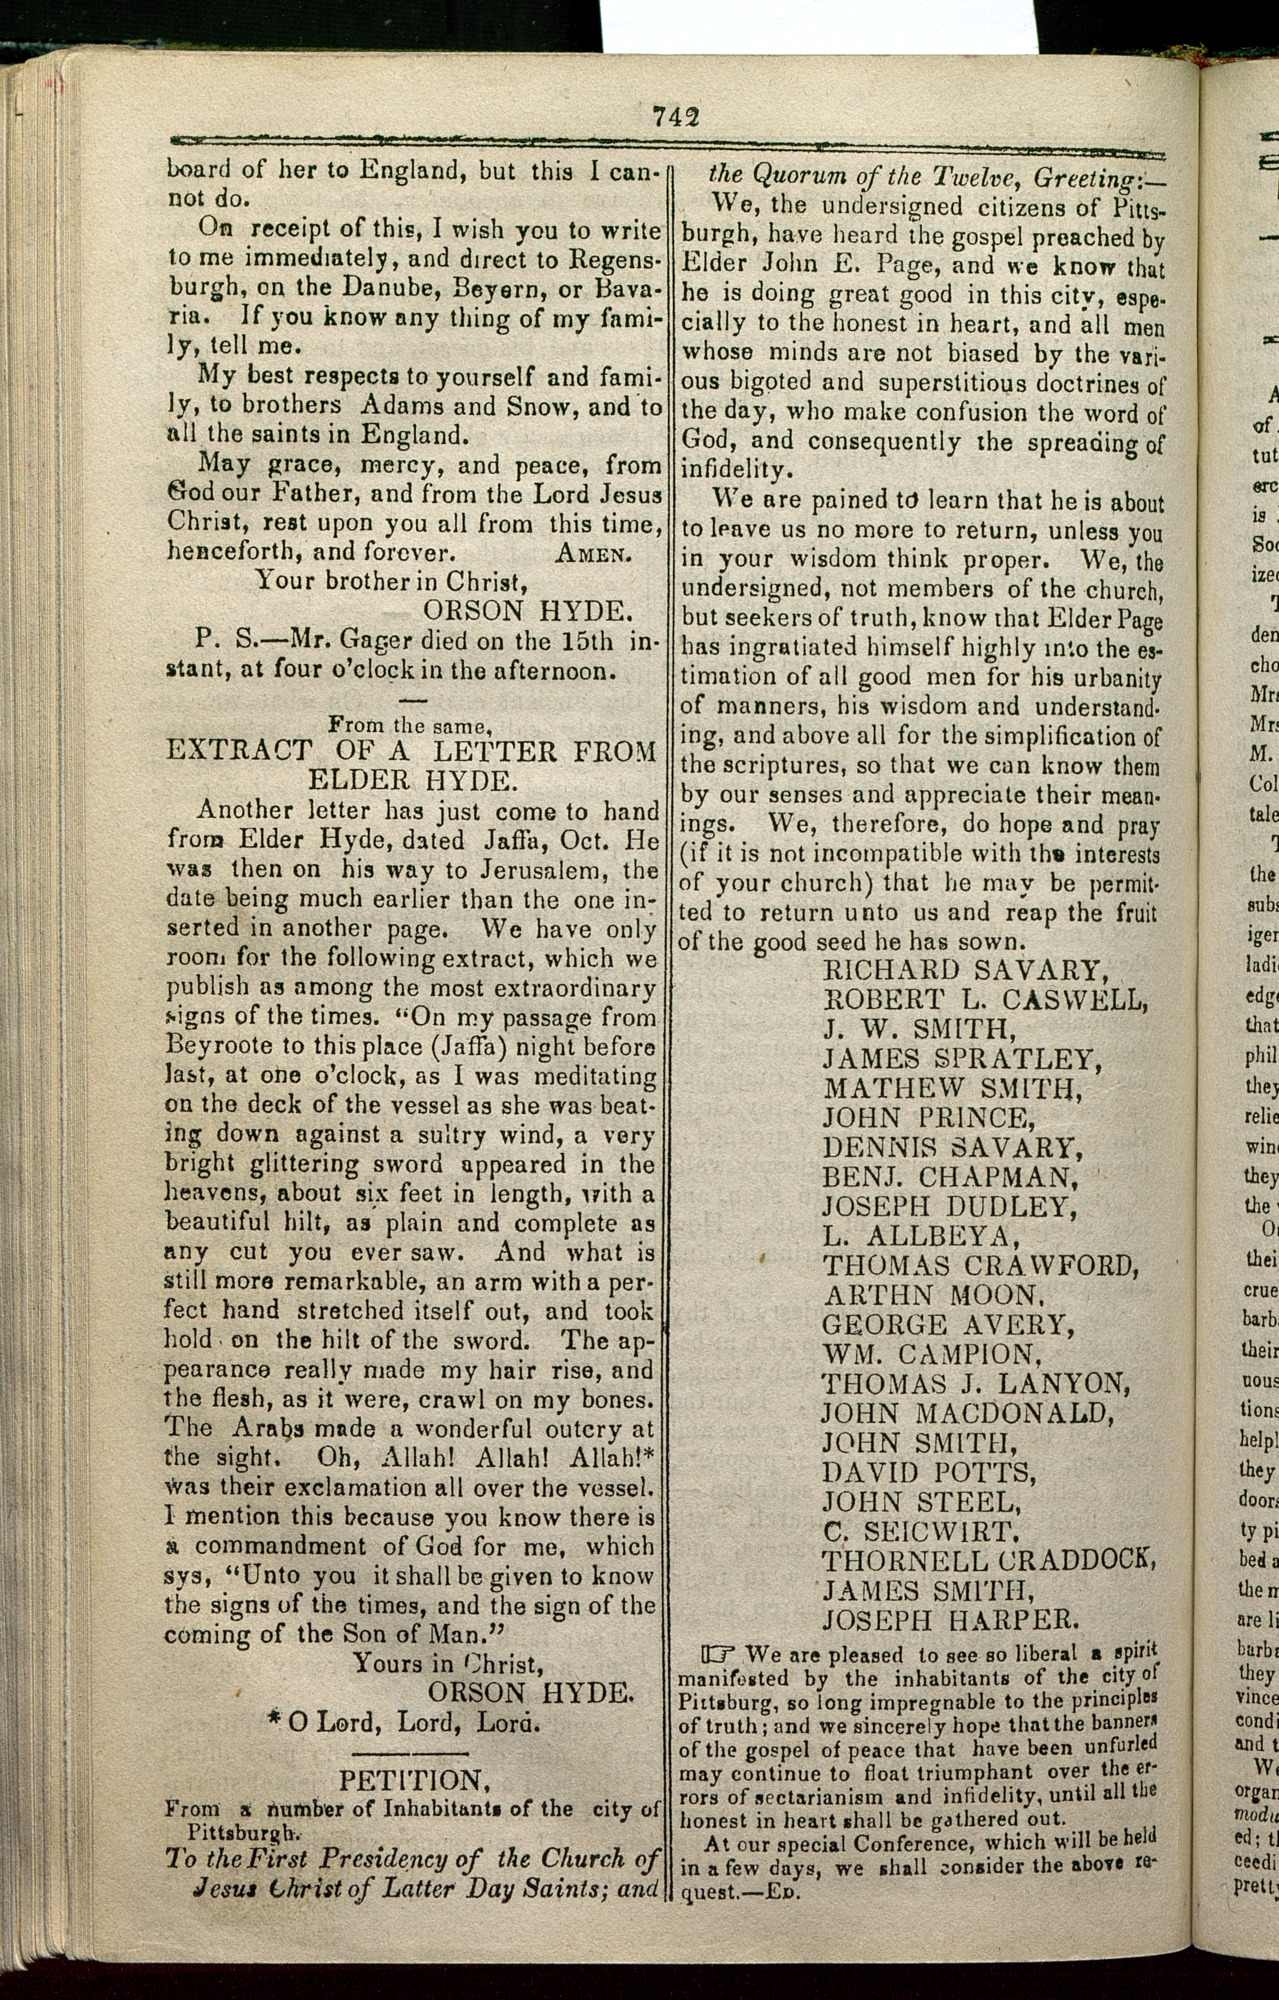 742
board of her to England, but this I can-
not do.
On receipt of this, I wish you to write
to me immediately, and direct to Regens-
burgh, on the Danube, Beyern, or Bava-
ria. If you know any thing of my fami-
ly, tell me.
My best respects to yourself and fami-
ly, to brothers Adams and Snow, and to
all the saints in England.
May grace, mercy, and peace, from
God our Father, and from the Lord Jesus
Christ, rest upon you all from this time,
henceforth, and forever. AMEN.
Your brother in Christ,
ORSON HYDE.
P. S.—Mr. Gager died on the 15th in-
stant, at four o'clock in the afternoon.
From the same,
EXTRACT OF A LETTER FROM
ELDER HYDE.
Another letter has just come to hand
from Elder Hyde, dated Jaffa, Oct. He
was then on his way to Jerusalem, the
date being much earlier than the one in-
serted in another page. We have only
room for the following extract, which we
publish as among the most extraordinary
signs of the times. "On my passage from
Beyroote to this place (Jaffa) night before
last, at one o'clock, as I was meditating
on the deck of the vessel as she was beat-
ing down against a sultry wind, a very
bright glittering sword appeared in the
heavens, about six feet in length, with a
beautiful hilt, as plain and complete as
any cut you ever saw. And what is
still more remarkable, an arm with a per-
fect hand stretched itself out, and took
hold on the hilt of the sword. The ap-
pearance really made my hair rise, and
the flesh, as it were, crawl on my bones.
The Arabs made a wonderful outcry at
the sight. Oh, Allah! Allah! Allah!*
was their exclamation all over the vessel.
I mention this because you know there is
a commandment of God for me, which
sys, "Unto you it shall be given to know
the signs of the times, and the sign of the
coming of the Son of Man."
Yours in Christ,
ORSON HYDE.
*O Lord, Lord, Lord.
PETITION,
From a number of Inhabitants of the city of
Pittsburgh.
To the First Presidency of the Church of
Jesus Christ of Latter Day Saints; and
the Quorum of the Twelve, Greeting:—
We, the undersigned citizens of Pitts-
burgh, have heard the gospel preached by
Elder John E. Page, and we know that
he is doing great good in this city, espe-
cially to the honest in heart, and all men
whose minds are not biased by the vari-
ous bigoted and superstitious doctrines of
the day, who make confusion the word of
God, and consequently the spreading of
infidelity.
We are pained to learn that he is about
to leave us no more to return, unless you
in your wisdom think proper. We, the
undersigned, not members of the church,
but seekers of truth, know that Elder Page
has ingratiated himself highly into the es-
timation of all good men for his urbanity
of manners, his wisdom and understand-
ing, and above all for the simplification of
the scriptures, so that we can know them
by our senses and appreciate their mean-
ings. We, therefore, do hope and pray
(if it is not incompatible with the interests
of your church) that he may be permit-
ted to return unto us and reap the fruit
of the good seed he has sown.
RICHARD SAVARY,
ROBERT L. CASWELL,
J. W. SMITH,
JAMES SPRATLEY,
MATHEW SMITH,
JOHN PRINCE,
DENNIS SAVARY,
BENJ. CHAPMAN,
JOSEPH DUDLEY,
L. ALLBEYA,
THOMAS CRAWFORD,
ARTHN MOON,
GEORGE AVERY,
WM. CAMPION,
THOMAS J. LANYON,
JOHN MACDONALD,
JOHN SMITH,
DAVID POTTS,
JOHN STEEL,
C. SEICWIRT,
THORNELL CRADDOCK,
JAMES SMITH,
JOSEPH HARPER.
☞ We are pleased to see so liberal a spirit
manifested by the inhabitants of the city of
Pittsburg, so long impregnable to the principles
of truth; and we sincerely hope that the banners
of the gospel of peace that have been unfurled
may continue to float triumphant over the er-
rors of sectarianism and infidelity, until all the
honest in heart shall be gathered out.
At our special Conference, which will be held
in a few days, we shall consider the above re-
quest.—ED.